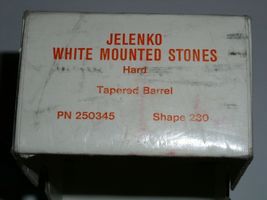 JELENKO
WHITE MOUNTED STONES
Hard
Tapered Barrel
PN 250345 Shape 230